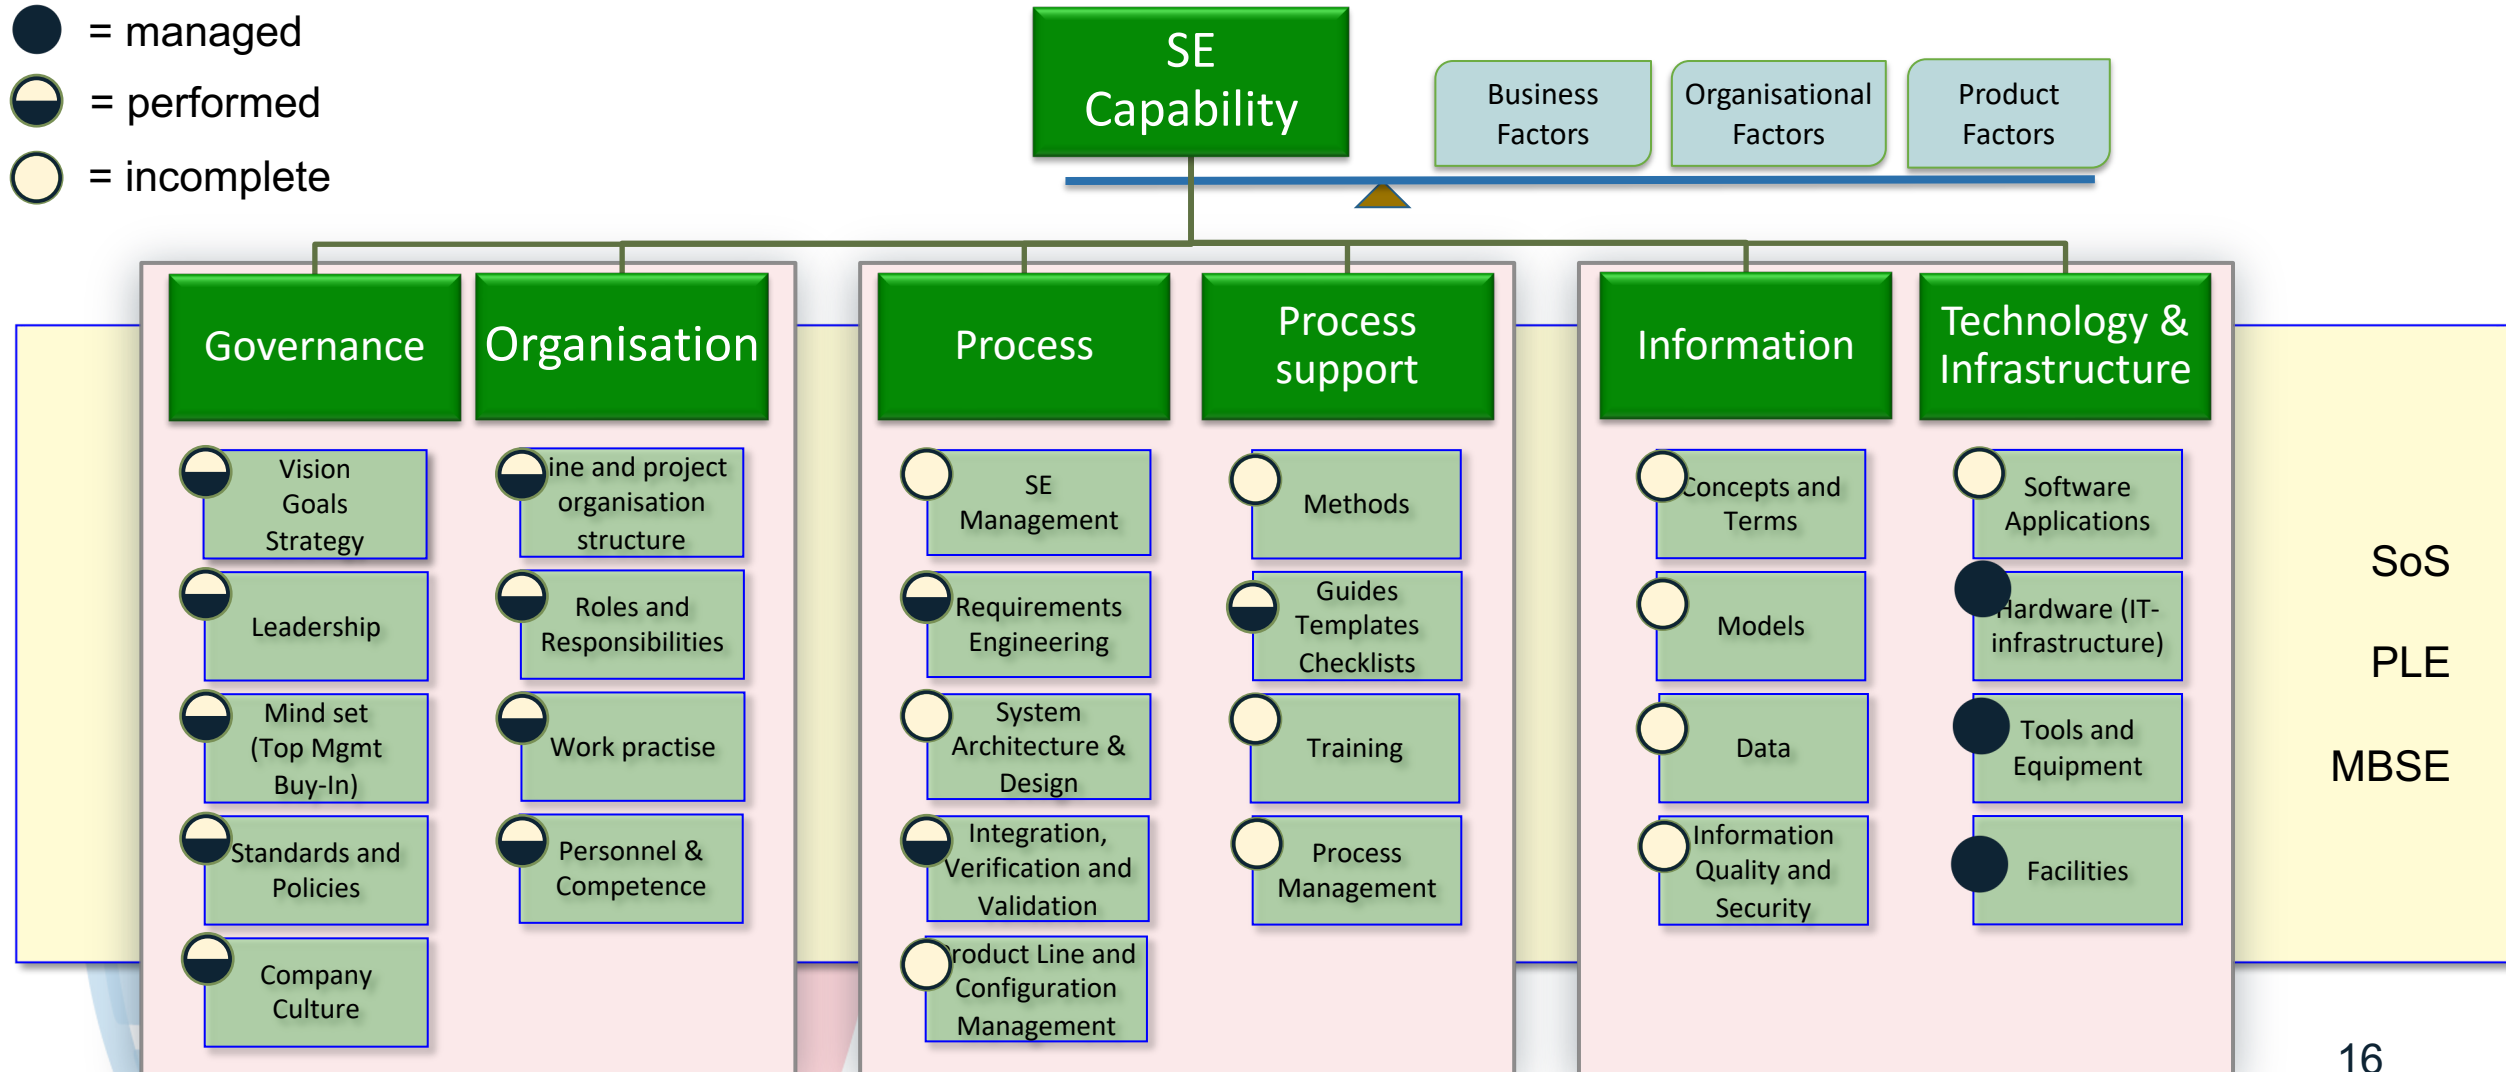 = managed
= performed
= incomplete
SE
Capability
Business
Factors
Organisational
Factors
Product
Factors
Governance
Organisation
Process
Process
support
Information
Technology &
Infrastructure
Vision
Goals
Strategy
Leadership
Mind set
(Top Mgmt
Buy-In)
Standards and
Policies
Company
Culture
ine and project
organisation
structure
Roles and
Responsibilities
Work practise
Personnel &
Competence
SE
Management
Requirements
Engineering
System
Architecture &
Design
Integration,
Verification and
Validation
roduct Line and
Configuration
Management
Methods
Guides
Templates
Checklists
Training
Process
Management
Concepts and
Terms
Models
Data
Information
Quality and
Security
Software
Applications
Hardware (IT-
infrastructure)
Tools and
Equipment
Facilities
SoS
PLE
MBSE
16